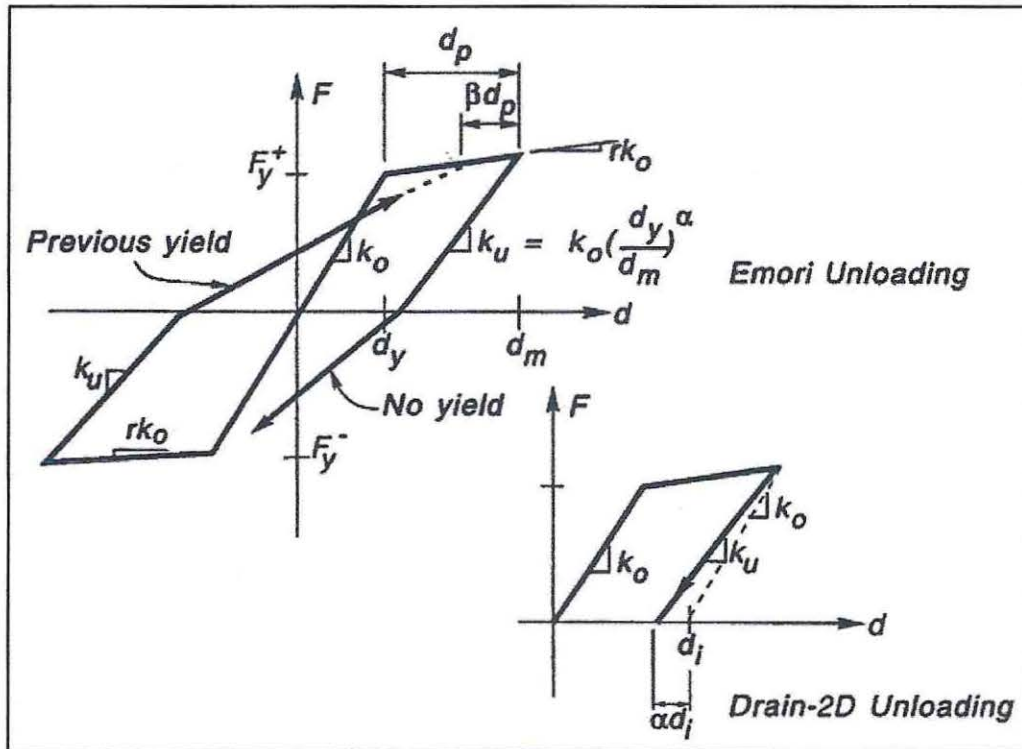 d_p
F
βd_p
F_y^+
rk_o
Previous yield
k_o
k_u = k_o(d_y/d_m)^α
Emori Unloading
d
d_y
d_m
k_u
No yield
F
rk_o
F_y^-
k_o
k_o
k_u
d
d_i
αd_i
Drain-2D Unloading